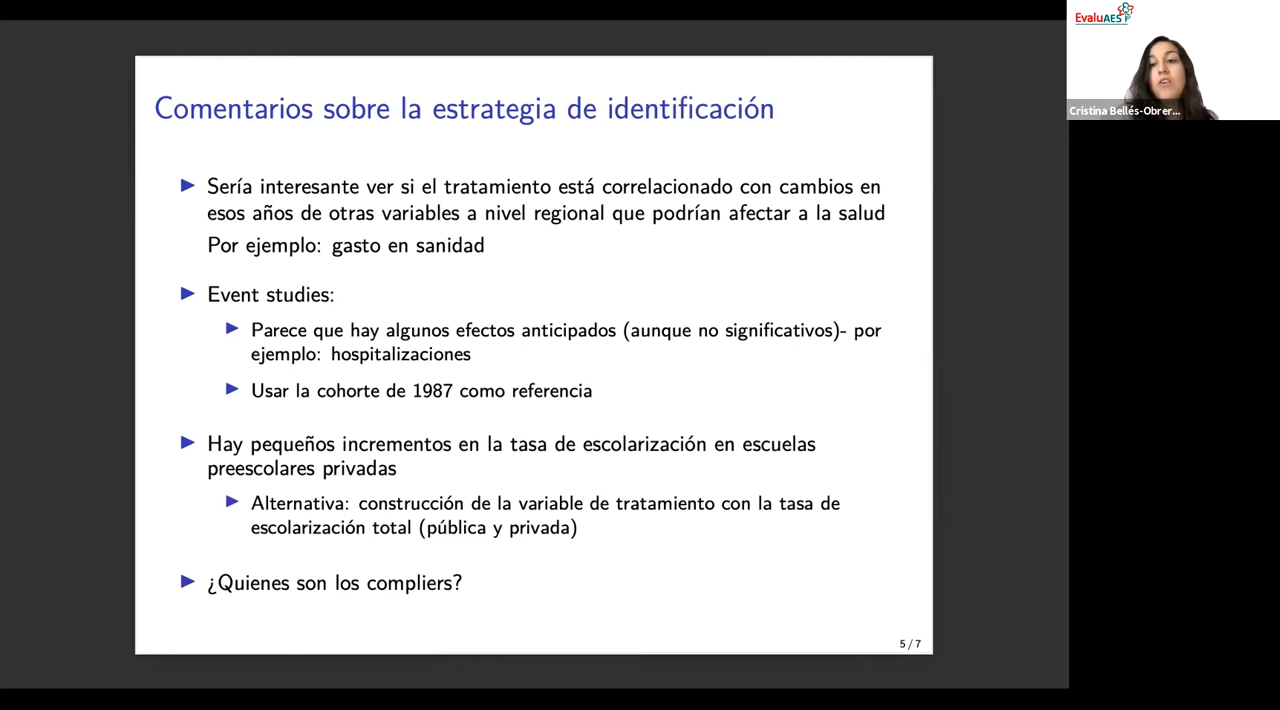 EvaluAES
Cristina Bellés-Obrer...
Comentarios sobre la estrategia de identificación
Sería interesante ver si el tratamiento está correlacionado con cambios en
esos años de otras variables a nivel regional que podrían afectar a la salud
Por ejemplo: gasto en sanidad
Event studies:
Parece que hay algunos efectos anticipados (aunque no significativos)- por
ejemplo: hospitalizaciones
Usar la cohorte de 1987 como referencia
Hay pequeños incrementos en la tasa de escolarización en escuelas
preescolares privadas
Alternativa: construcción de la variable de tratamiento con la tasa de
escolarización total (pública y privada)
¿Quienes son los compliers?
5 / 7